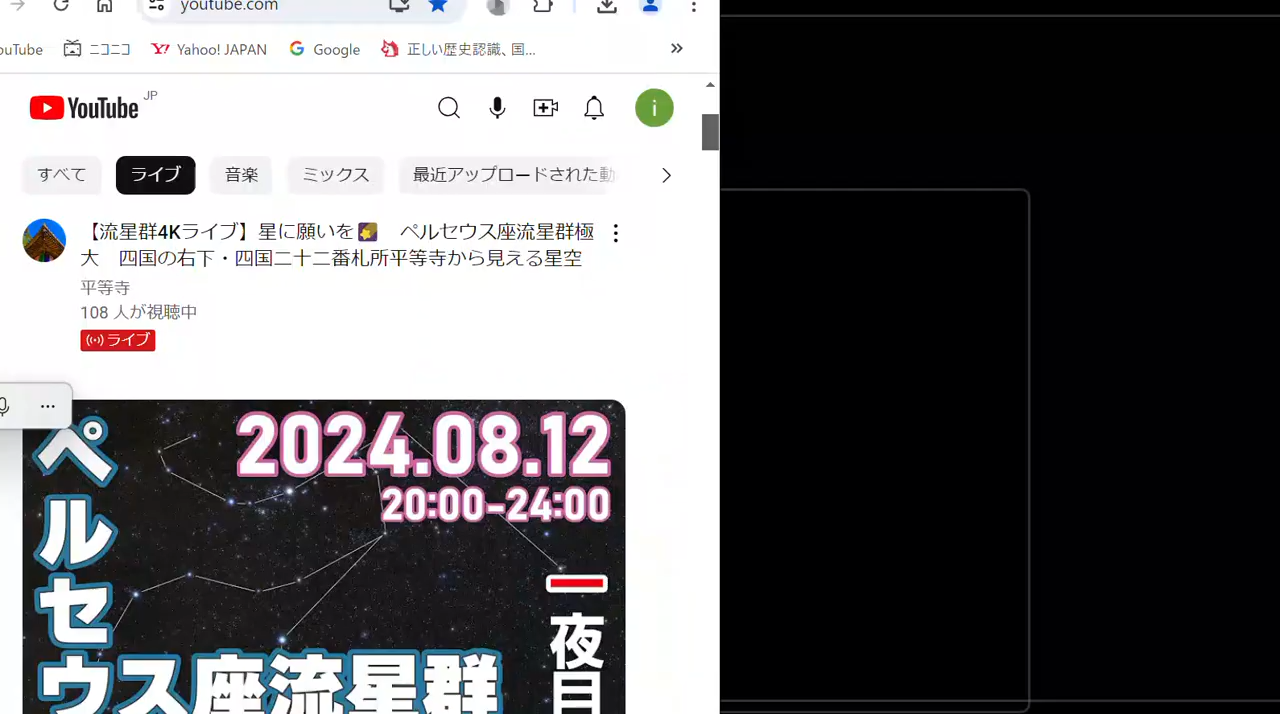 youtube.com
ouTube
ニコニコ
Yahoo! JAPAN
Google
正しい歴史認識、国...
YouTube JP
i
すべて
ライブ
音楽
ミックス
最近アップロードされた動
【流星群4Kライブ】星に願いを🌠　ペルセウス座流星群極
大　四国の右下・四国二十二番札所平等寺から見える星空
平等寺
108 人が視聴中
ライブ
2024.08.12
20:00-24:00
ペルセウス座流星群
一夜目